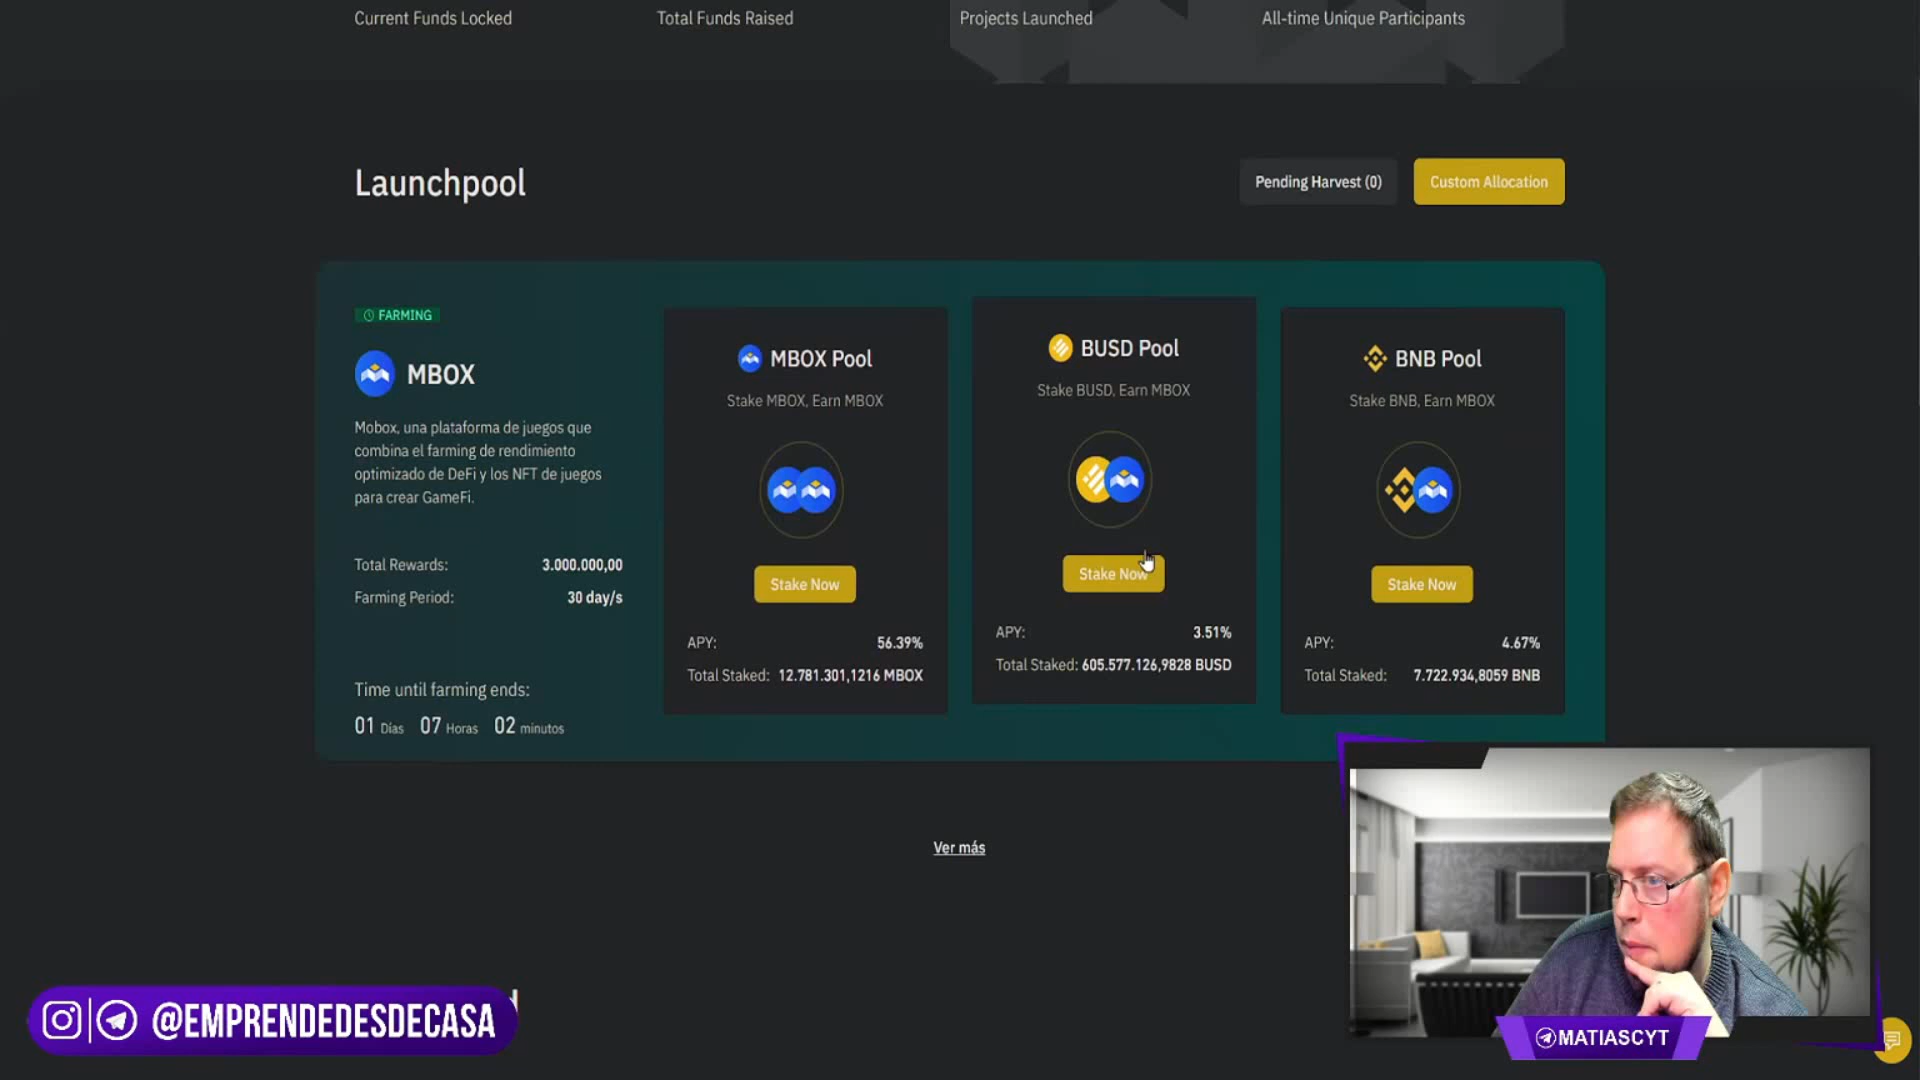 Current Funds Locked
Total Funds Raised
Projects Launched
All-time Unique Participants
Launchpool
Pending Harvest (0)
Custom Allocation
FARMING
MBOX
Mobox, una plataforma de juegos que
combina el farming de rendimiento
optimizado de DeFi y los NFT de juegos
para crear GameFi.
Total Rewards: 3.000.000,00
Farming Period: 30 day/s
Time until farming ends:
01 Días 07 Horas 02 minutos
MBOX Pool
Stake MBOX, Earn MBOX
Stake Now
APY: 56.39%
Total Staked: 12.781.301,1216 MBOX
BUSD Pool
Stake BUSD, Earn MBOX
Stake Now
APY: 3.51%
Total Staked: 605.577.126,9828 BUSD
BNB Pool
Stake BNB, Earn MBOX
Stake Now
APY: 4.67%
Total Staked: 7.722.934,8059 BNB
Ver más
@EMPRENDEDESDECASA
MATIASCYT